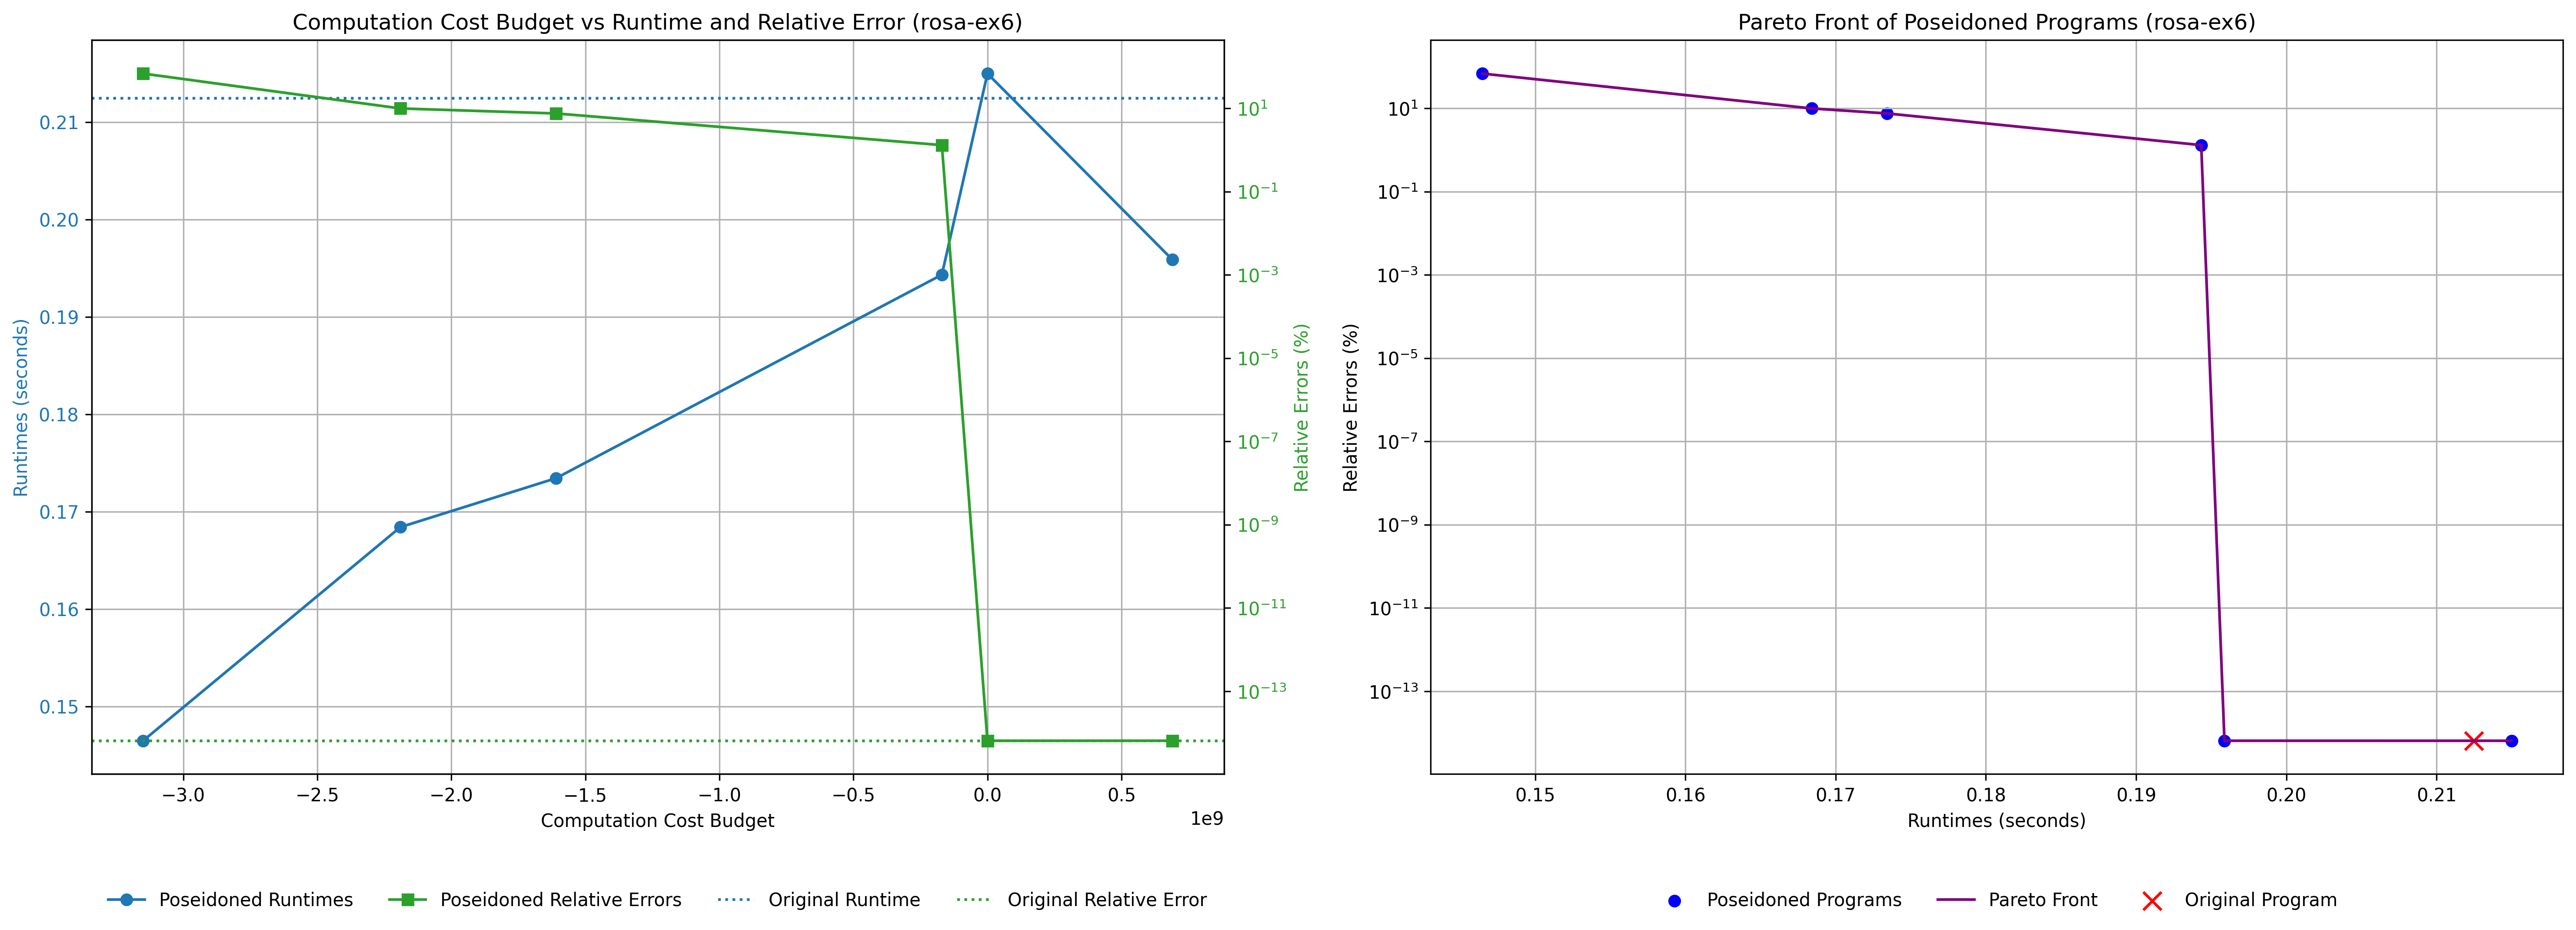 Computation Cost Budget vs Runtime and Relative Error (rosa-ex6)
Runtimes (seconds)
0.21
0.20
0.19
0.18
0.17
0.16
0.15
10¹
10⁻¹
10⁻³
10⁻⁵
10⁻⁷
10⁻⁹
10⁻¹¹
10⁻¹³
Relative Errors (%)
−3.0 −2.5 −2.0 −1.5 −1.0 −0.5 0.0 0.5
Computation Cost Budget 1e9
Poseidoned Runtimes Poseidoned Relative Errors Original Runtime Original Relative Error
Pareto Front of Poseidoned Programs (rosa-ex6)
Relative Errors (%)
10¹
10⁻¹
10⁻³
10⁻⁵
10⁻⁷
10⁻⁹
10⁻¹¹
10⁻¹³
0.15 0.16 0.17 0.18 0.19 0.20 0.21
Runtimes (seconds)
Poseidoned Programs Pareto Front Original Program